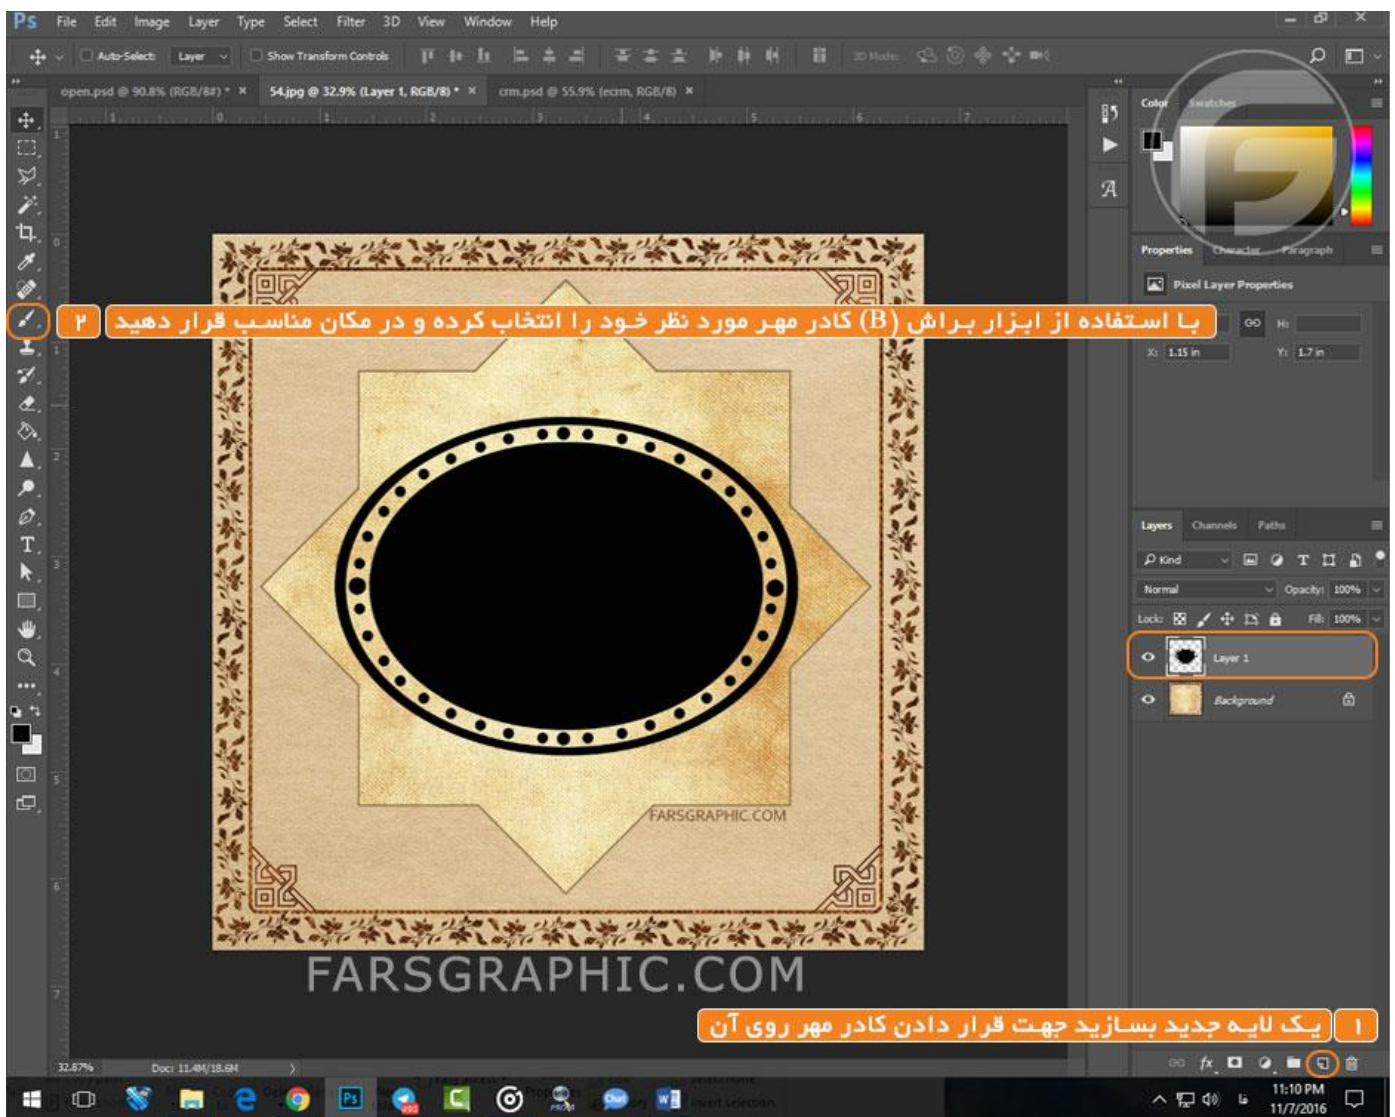 Ps File Edit Image Layer Type Select Filter 3D View Window Help
Auto-Select: Layer Show Transform Controls 3D Mode:
open.psd @ 90.8% (RGB/8#) * × 54.jpg @ 32.9% (Layer 1, RGB/8) * × crm.psd @ 55.9% (ecrm, RGB/8) ×
Color Swatches
Properties Character Paragraph
Pixel Layer Properties
۲ با استفاده از ابزار براش (B) کادر مهر مورد نظر خود را انتخاب کرده و در مکان مناسب قرار دهید
H:
X: 1.15 in Y: 1.7 in
Layers Channels Paths
Kind
Normal Opacity: 100%
Lock: Fill: 100%
Layer 1
Background
FARSGRAPHIC.COM
FARSGRAPHIC.COM
۱ یک لایه جدید بسازید جهت قرار دادن کادر مهر روی آن
32.87% Doc: 11.4M/18.6M
fx
11:10 PM
11/7/2016